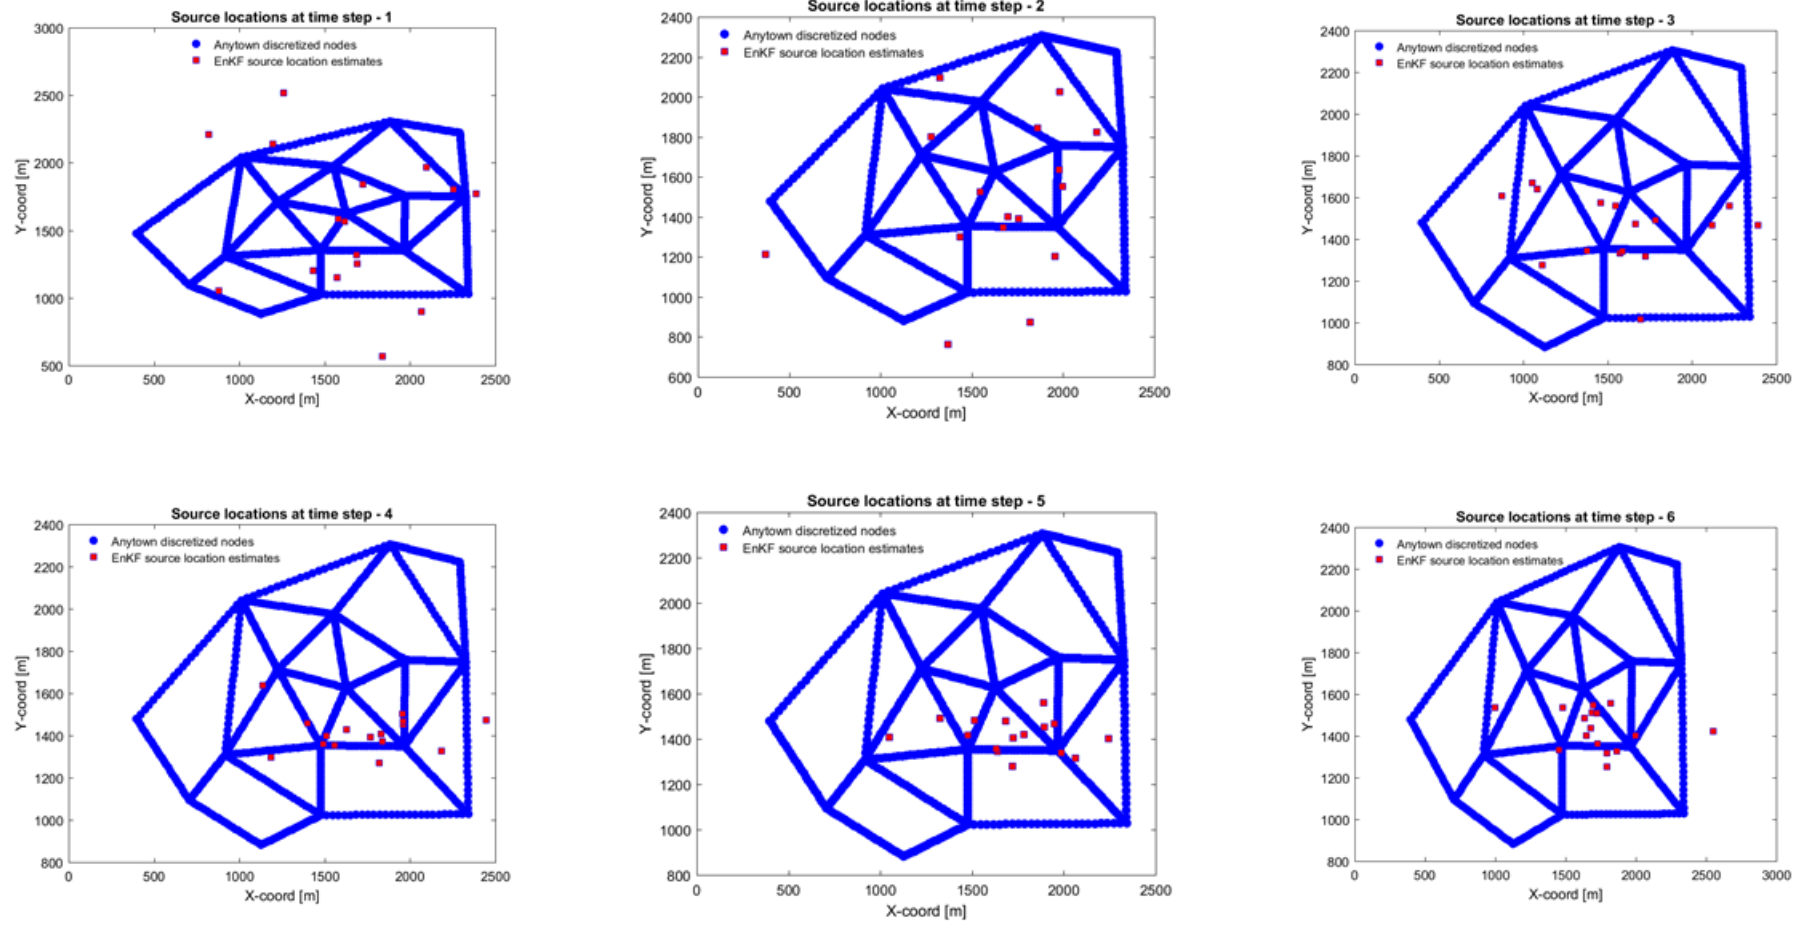 Source locations at time step - 1
3000
Anytown discretized nodes
EnKF source location estimates
2500
2000
Y-coord [m]
1500
1000
500
0 500 1000 1500 2000 2500
X-coord [m]
Source locations at time step - 2
2400
Anytown discretized nodes
EnKF source location estimates
2200
2000
1800
1600
Y-coord [m]
1400
1200
1000
800
600
0 500 1000 1500 2000 2500
X-coord [m]
Source locations at time step - 3
2400
Anytown discretized nodes
EnKF source location estimates
2200
2000
1800
1600
Y-coord [m]
1400
1200
1000
800
0 500 1000 1500 2000 2500
X-coord [m]
Source locations at time step - 4
2400
Anytown discretized nodes
EnKF source location estimates
2200
2000
1800
1600
Y-coord [m]
1400
1200
1000
800
0 500 1000 1500 2000 2500
X-coord [m]
Source locations at time step - 5
2400
Anytown discretized nodes
EnKF source location estimates
2200
2000
1800
1600
Y-coord [m]
1400
1200
1000
800
0 500 1000 1500 2000 2500
X-coord [m]
Source locations at time step - 6
2400
Anytown discretized nodes
EnKF source location estimates
2200
2000
1800
1600
Y-coord [m]
1400
1200
1000
800
0 500 1000 1500 2000 2500 3000
X-coord [m]